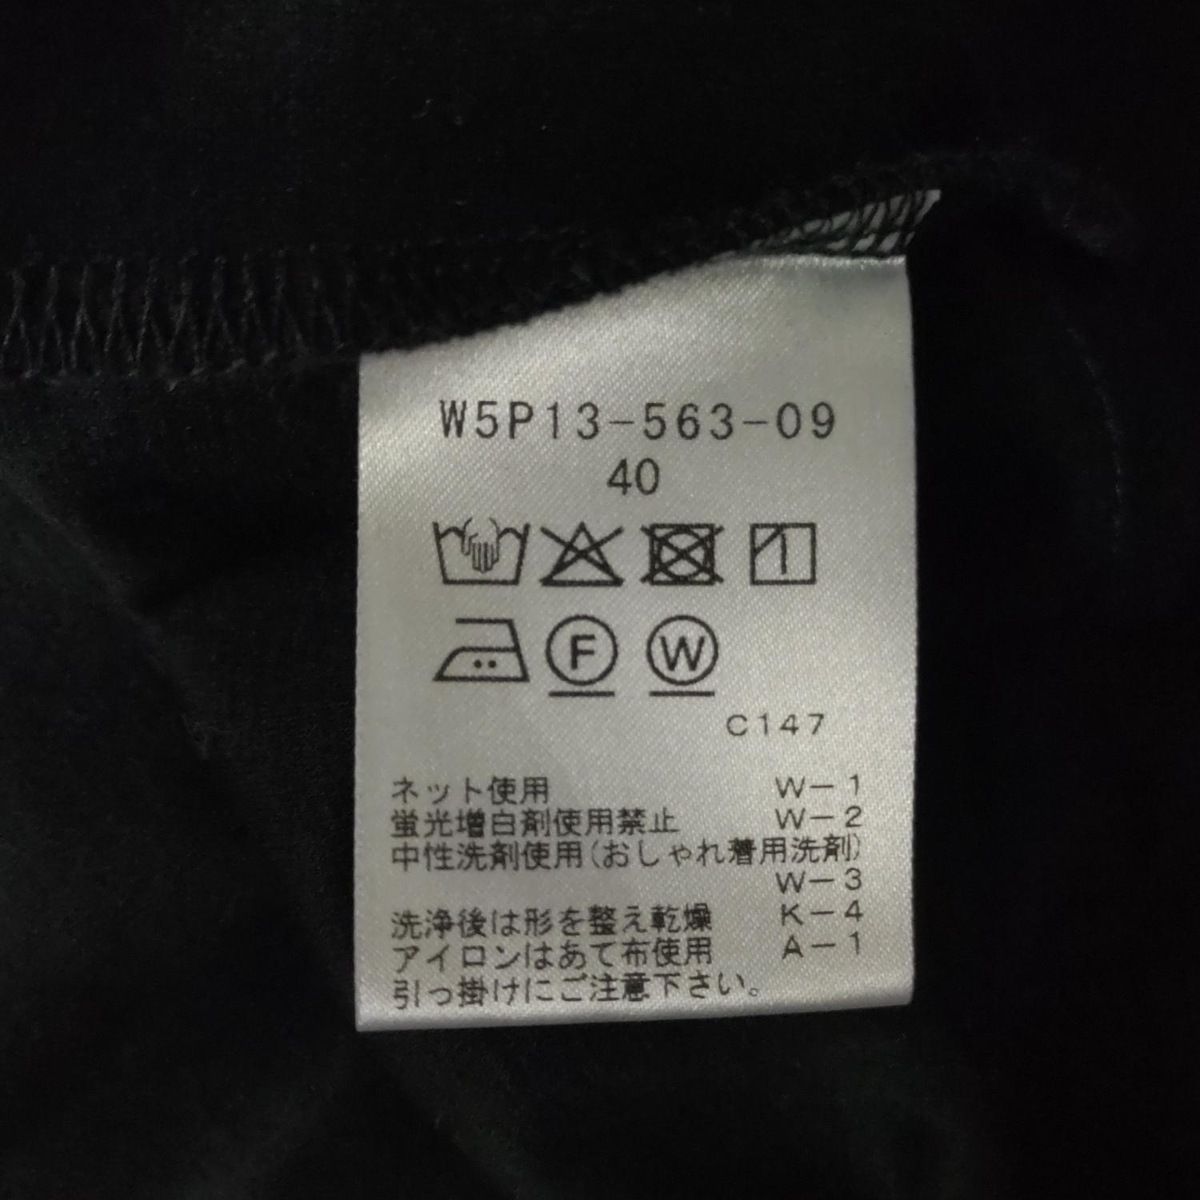 W5P13-563-09
40
F W
C147
ネット使用 W-1
蛍光増白剤使用禁止 W-2
中性洗剤使用(おしゃれ着用洗剤)
W-3
洗浄後は形を整え乾燥 K-4
アイロンはあて布使用 A-1
引っ掛けにご注意下さい。